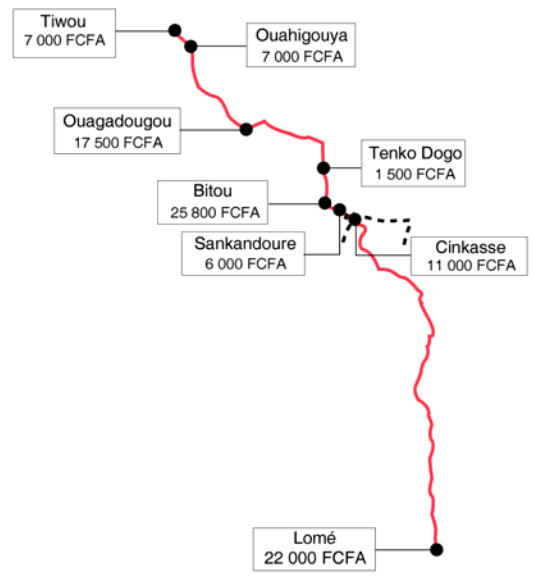 Tiwou
7 000 FCFA
Ouahigouya
7 000 FCFA
Ouagadougou
17 500 FCFA
Tenko Dogo
1 500 FCFA
Bitou
25 800 FCFA
Sankandoure
6 000 FCFA
Cinkasse
11 000 FCFA
Lomé
22 000 FCFA